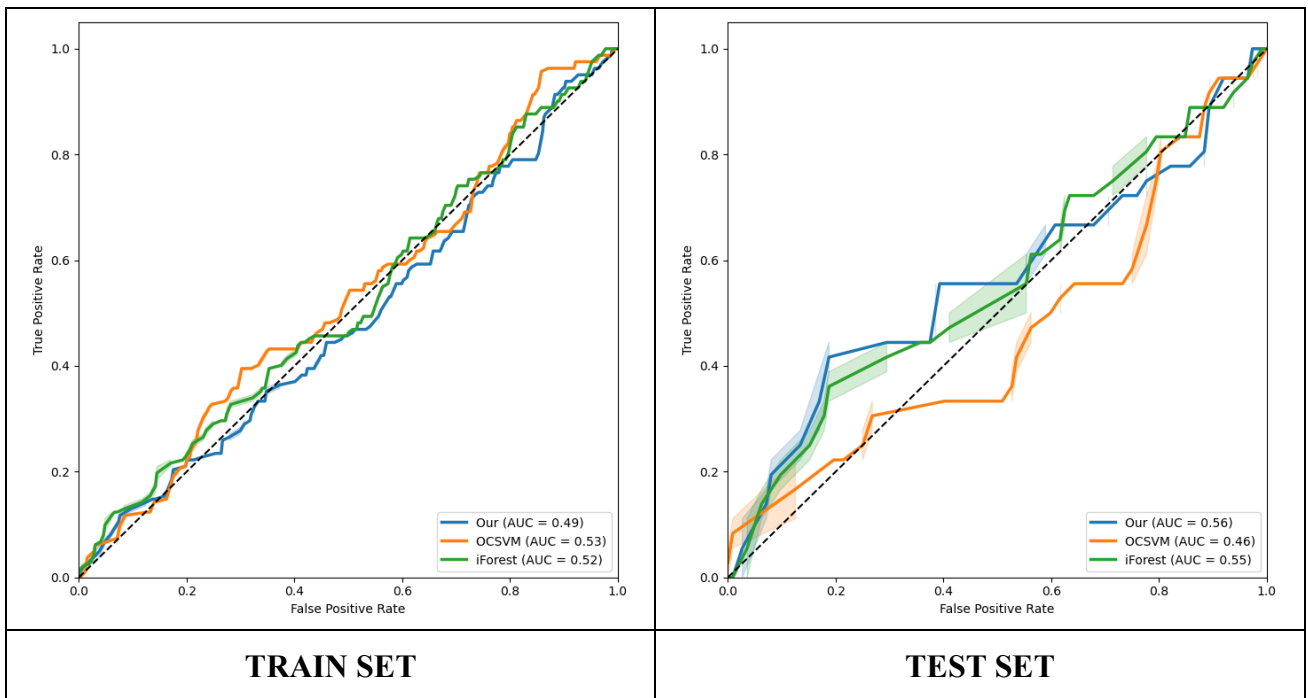 1.0
0.8
0.6
0.4
0.2
0.0
True Positive Rate
0.0 0.2 0.4 0.6 0.8 1.0
False Positive Rate
Our (AUC = 0.49)
OCSVM (AUC = 0.53)
iForest (AUC = 0.52)
1.0
0.8
0.6
0.4
0.2
0.0
True Positive Rate
0.0 0.2 0.4 0.6 0.8 1.0
False Positive Rate
Our (AUC = 0.56)
OCSVM (AUC = 0.46)
iForest (AUC = 0.55)
TRAIN SET
TEST SET